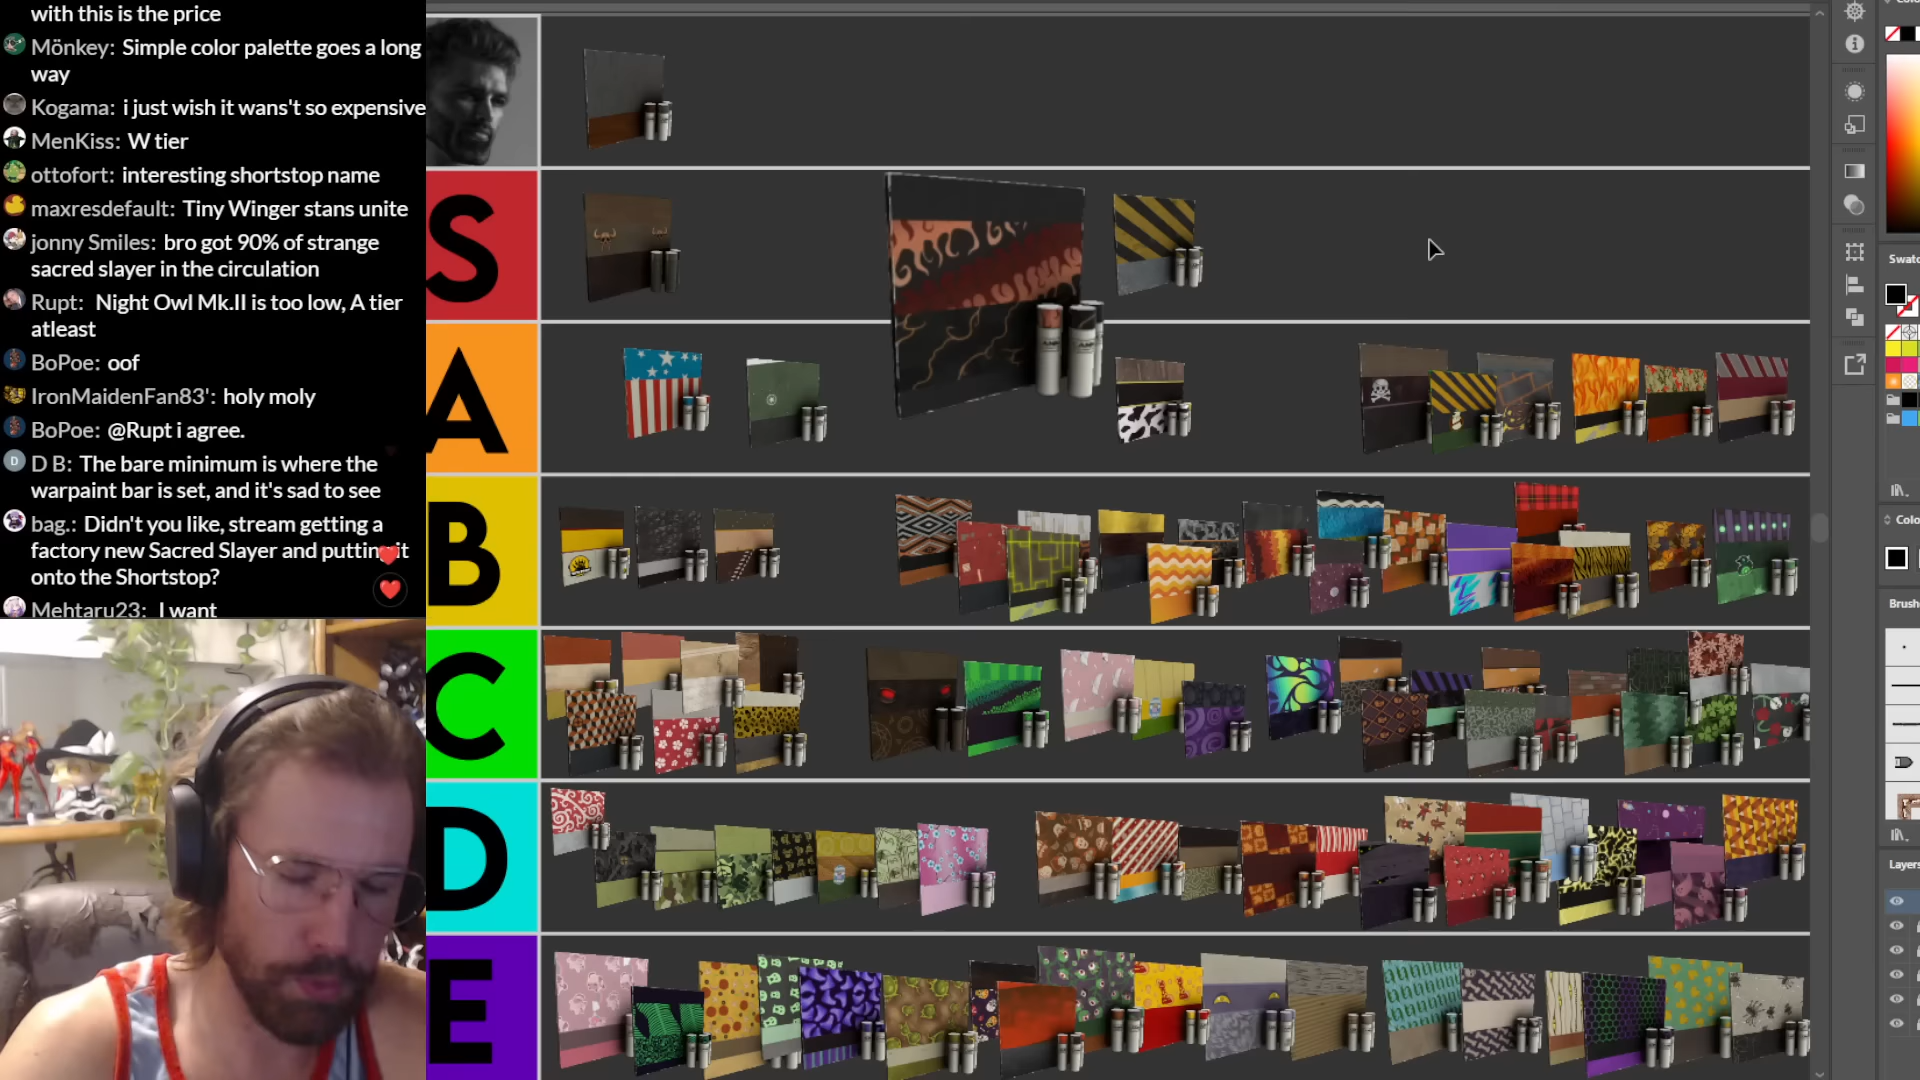 with this is the price
Mönkey: Simple color palette goes a long
way
Kogama: i just wish it wans't so expensive
MenKiss: W tier
ottofort: interesting shortstop name
maxresdefault: Tiny Winger stans unite
jonny Smiles: bro got 90% of strange
sacred slayer in the circulation
Rupt: Night Owl Mk.II is too low, A tier
atleast
BoPoe: oof
IronMaidenFan83': holy moly
BoPoe: @Rupt i agree.
D
D B: The bare minimum is where the
warpaint bar is set, and it's sad to see
bag.: Didn't you like, stream getting a
factory new Sacred Slayer and putting it
onto the Shortstop?
Mehtaru23: I want
S
A
B
C
D
E
Swatc
Colo
Brush
Layers